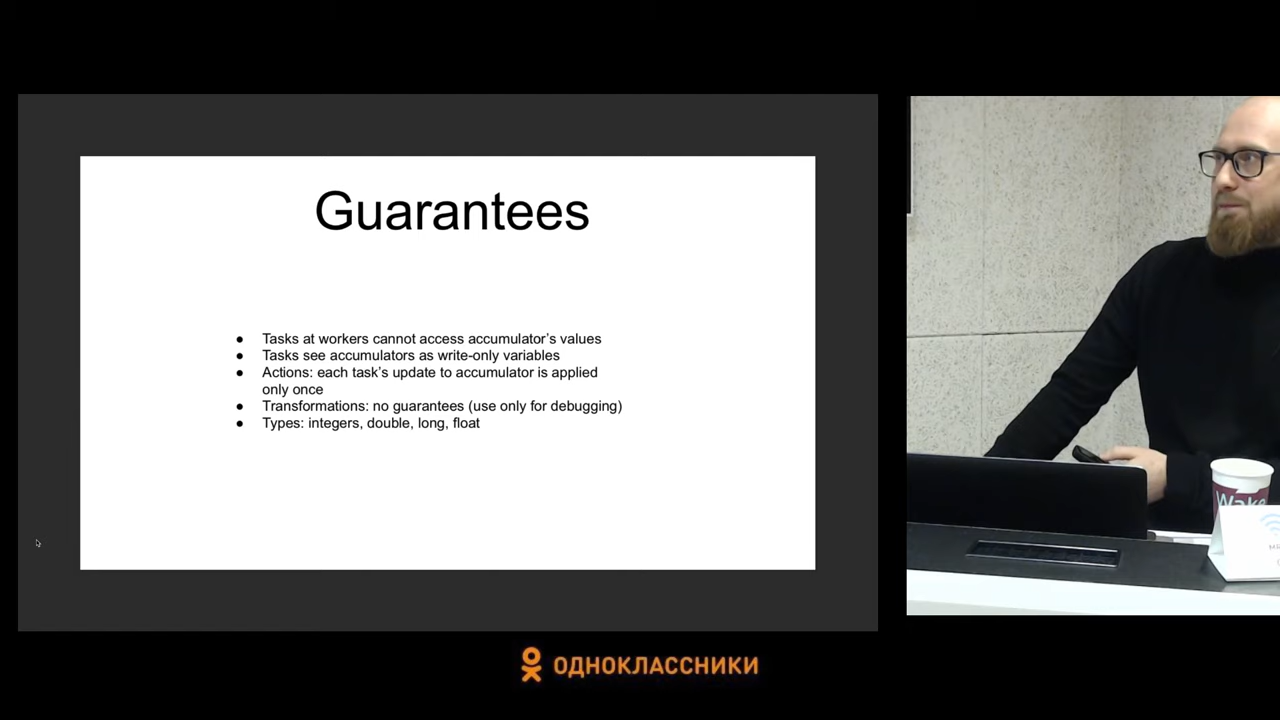 Guarantees
● Tasks at workers cannot access accumulator's values
● Tasks see accumulators as write-only variables
● Actions: each task's update to accumulator is applied
only once
● Transformations: no guarantees (use only for debugging)
● Types: integers, double, long, float
Wake
ОДНОКЛАССНИКИ